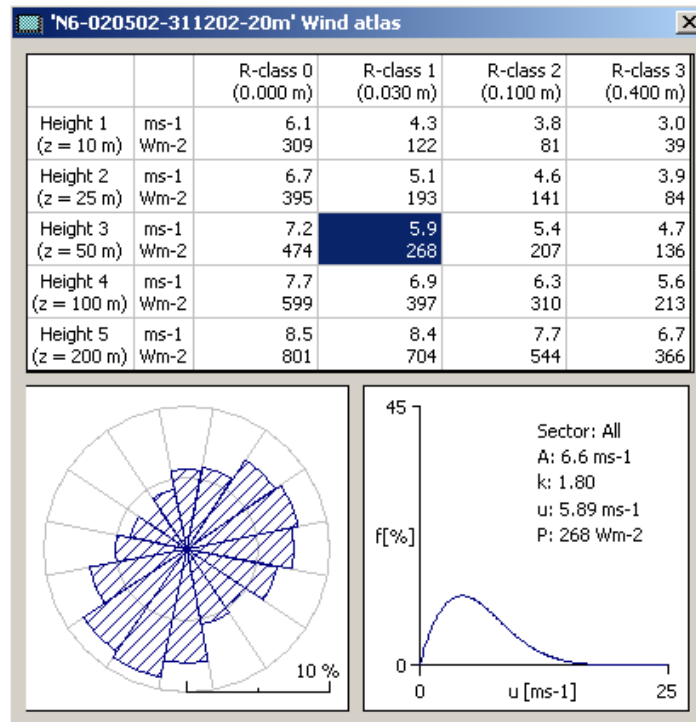 'N6-020502-311202-20m' Wind atlas
R-class 0 R-class 1 R-class 2 R-class 3
(0.000 m) (0.030 m) (0.100 m) (0.400 m)
Height 1 ms-1 6.1 4.3 3.8 3.0
(z = 10 m) Wm-2 309 122 81 39
Height 2 ms-1 6.7 5.1 4.6 3.9
(z = 25 m) Wm-2 395 193 141 84
Height 3 ms-1 7.2 5.9 5.4 4.7
(z = 50 m) Wm-2 474 268 207 136
Height 4 ms-1 7.7 6.9 6.3 5.6
(z = 100 m) Wm-2 599 397 310 213
Height 5 ms-1 8.5 8.4 7.7 6.7
(z = 200 m) Wm-2 801 704 544 366
10 %
45
Sector: All
A: 6.6 ms-1
k: 1.80
u: 5.89 ms-1
P: 268 Wm-2
f[%]
0
0 u [ms-1] 25